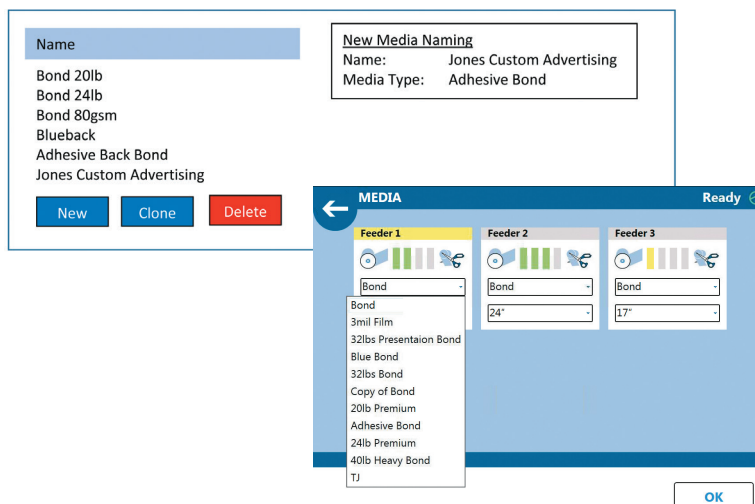 Name
Bond 20lb
Bond 24lb
Bond 80gsm
Blueback
Adhesive Back Bond
Jones Custom Advertising
New Clone Delete
New Media Naming
Name: Jones Custom Advertising
Media Type: Adhesive Bond
MEDIA Ready
Feeder 1 Feeder 2 Feeder 3
Bond Bond Bond
24" 17"
Bond
3mil Film
32lbs Presentaion Bond
Blue Bond
32lbs Bond
Copy of Bond
20lb Premium
Adhesive Bond
24lb Premium
40lb Heavy Bond
TJ
OK